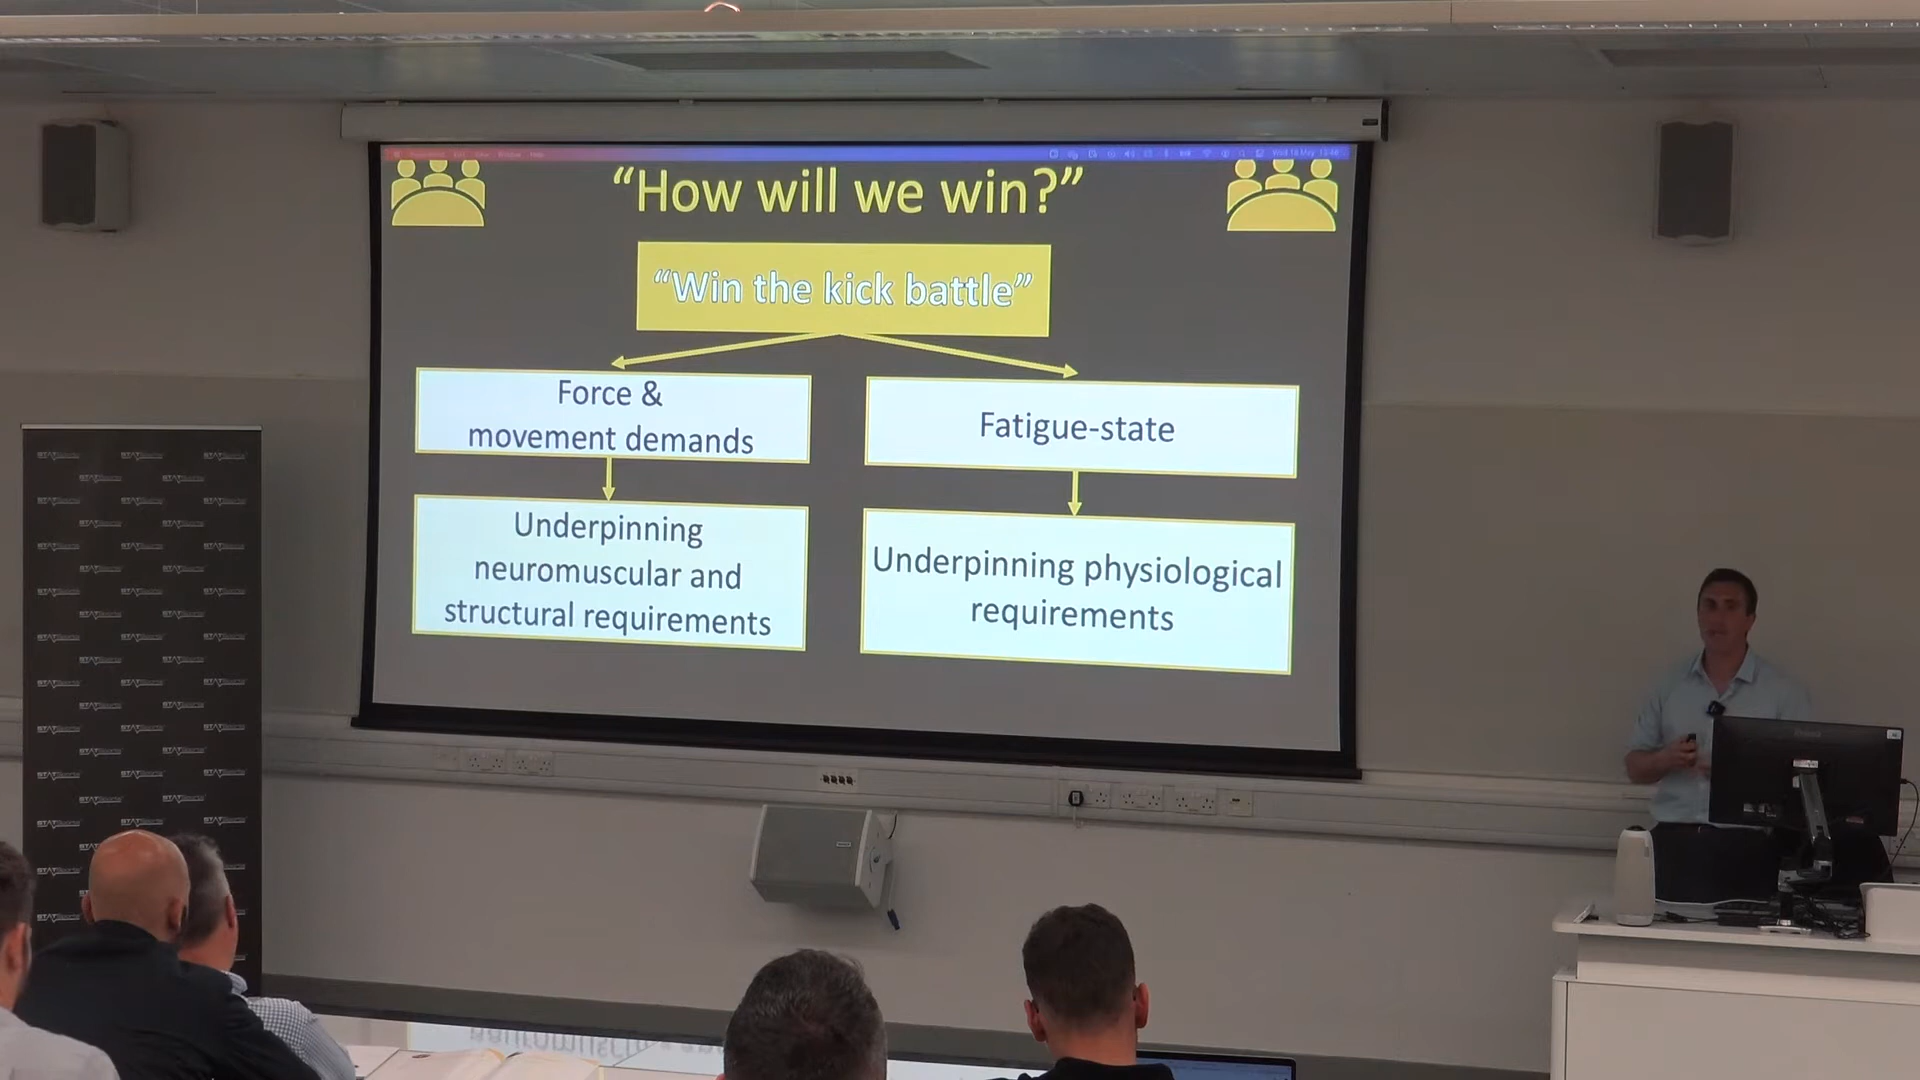 “How will we win?”
“Win the kick battle”
Force &
movement demands
Fatigue-state
Underpinning
neuromuscular and
structural requirements
Underpinning physiological
requirements
STATSports